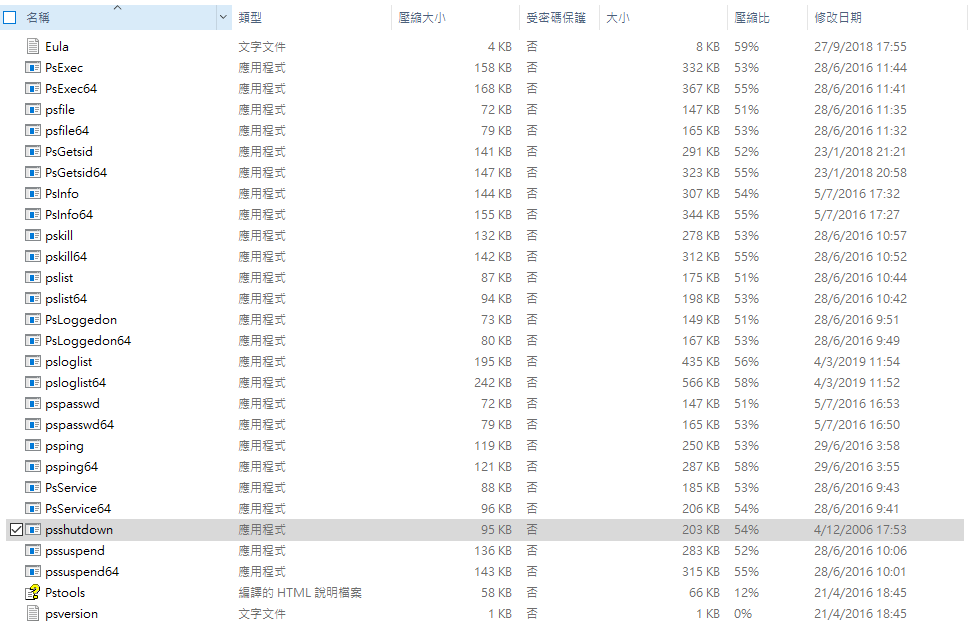 名稱 類型 壓縮大小 受密碼保護 大小 壓縮比 修改日期
Eula 文字文件 4 KB 否 8 KB 59% 27/9/2018 17:55
PsExec 應用程式 158 KB 否 332 KB 53% 28/6/2016 11:44
PsExec64 應用程式 168 KB 否 367 KB 55% 28/6/2016 11:41
psfile 應用程式 72 KB 否 147 KB 51% 28/6/2016 11:35
psfile64 應用程式 79 KB 否 165 KB 53% 28/6/2016 11:32
PsGetsid 應用程式 141 KB 否 291 KB 52% 23/1/2018 21:21
PsGetsid64 應用程式 147 KB 否 323 KB 55% 23/1/2018 20:58
PsInfo 應用程式 144 KB 否 307 KB 54% 5/7/2016 17:32
PsInfo64 應用程式 155 KB 否 344 KB 55% 5/7/2016 17:27
pskill 應用程式 132 KB 否 278 KB 53% 28/6/2016 10:57
pskill64 應用程式 142 KB 否 312 KB 55% 28/6/2016 10:52
pslist 應用程式 87 KB 否 175 KB 51% 28/6/2016 10:44
pslist64 應用程式 94 KB 否 198 KB 53% 28/6/2016 10:42
PsLoggedon 應用程式 73 KB 否 149 KB 51% 28/6/2016 9:51
PsLoggedon64 應用程式 80 KB 否 167 KB 53% 28/6/2016 9:49
psloglist 應用程式 195 KB 否 435 KB 56% 4/3/2019 11:54
psloglist64 應用程式 242 KB 否 566 KB 58% 4/3/2019 11:52
pspasswd 應用程式 72 KB 否 147 KB 51% 5/7/2016 16:53
pspasswd64 應用程式 79 KB 否 165 KB 53% 5/7/2016 16:50
psping 應用程式 119 KB 否 250 KB 53% 29/6/2016 3:58
psping64 應用程式 121 KB 否 287 KB 58% 29/6/2016 3:55
PsService 應用程式 88 KB 否 185 KB 53% 28/6/2016 9:43
PsService64 應用程式 96 KB 否 206 KB 54% 28/6/2016 9:41
psshutdown 應用程式 95 KB 否 203 KB 54% 4/12/2006 17:53
pssuspend 應用程式 136 KB 否 283 KB 52% 28/6/2016 10:06
pssuspend64 應用程式 143 KB 否 315 KB 55% 28/6/2016 10:01
Pstools 編譯的 HTML 說明檔案 58 KB 否 66 KB 12% 21/4/2016 18:45
psversion 文字文件 1 KB 否 1 KB 0% 21/4/2016 18:45